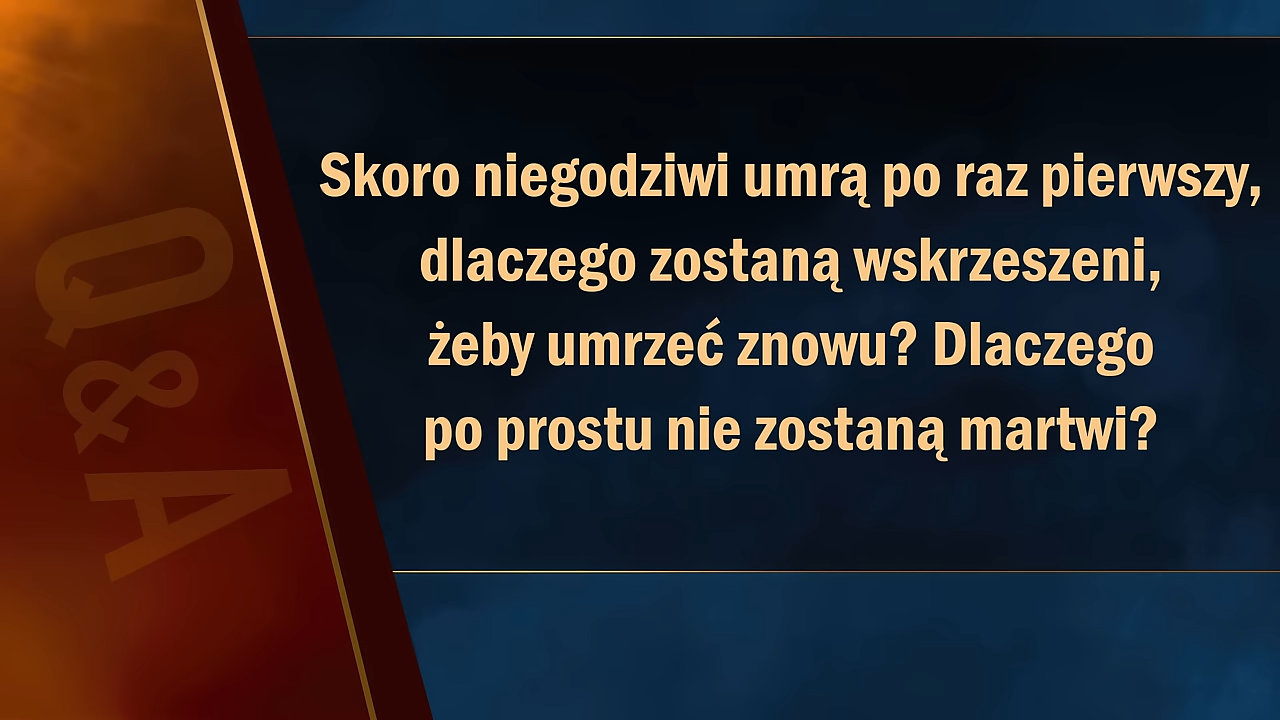 Skoro niegodziwi umrą po raz pierwszy,
dlaczego zostaną wskrzeszeni,
żeby umrzeć znowu? Dlaczego
po prostu nie zostaną martwi?
Q & A